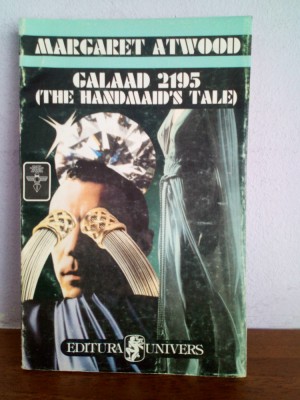 MARGARET ATWOOD
GALAAD 2195
(THE HANDMAID'S TALE)
EDITURA UNIVERS